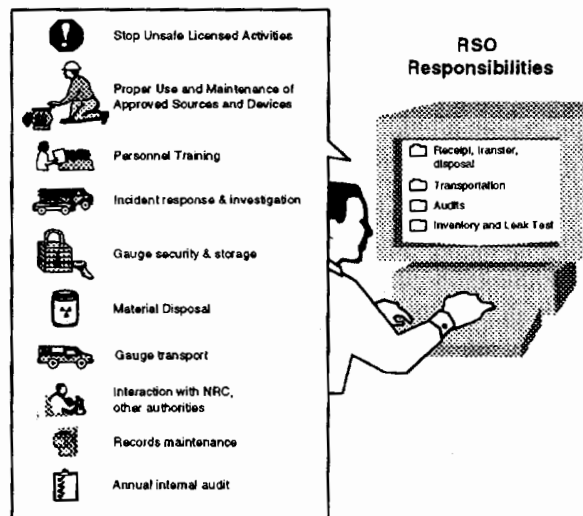 Stop Unsafe Licensed Activities
Proper Use and Maintenance of
Approved Sources and Devices
Personnel Training
Incident response & investigation
Gauge security & storage
Material Disposal
Gauge transport
Interaction with NRC,
other authorities
Records maintenance
Annual internal audit
RSO
Responsibilities
Receipt, transfer,
disposal
Transportation
Audits
Inventory and Leak Test